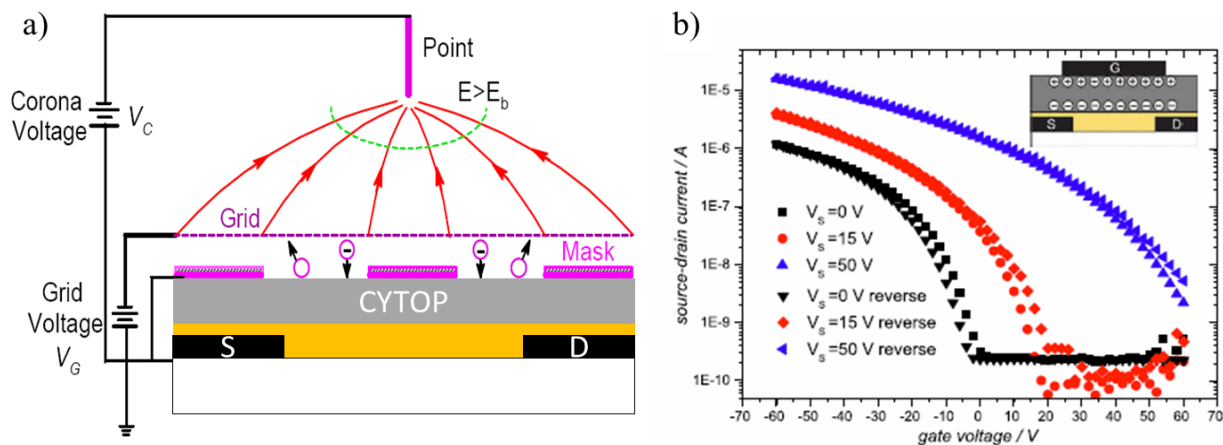 a)
Point
E>E_b
Corona
Voltage
V_C
Grid
Mask
CYTOP
Grid
Voltage
V_G
S
D
b)
source-drain current / A
1E-5
1E-6
1E-7
1E-8
1E-9
1E-10
G
S
D
V_S=0 V
V_S=15 V
V_S=50 V
V_S=0 V reverse
V_S=15 V reverse
V_S=50 V reverse
-70 -60 -50 -40 -30 -20 -10 0 10 20 30 40 50 60 70
gate voltage / V